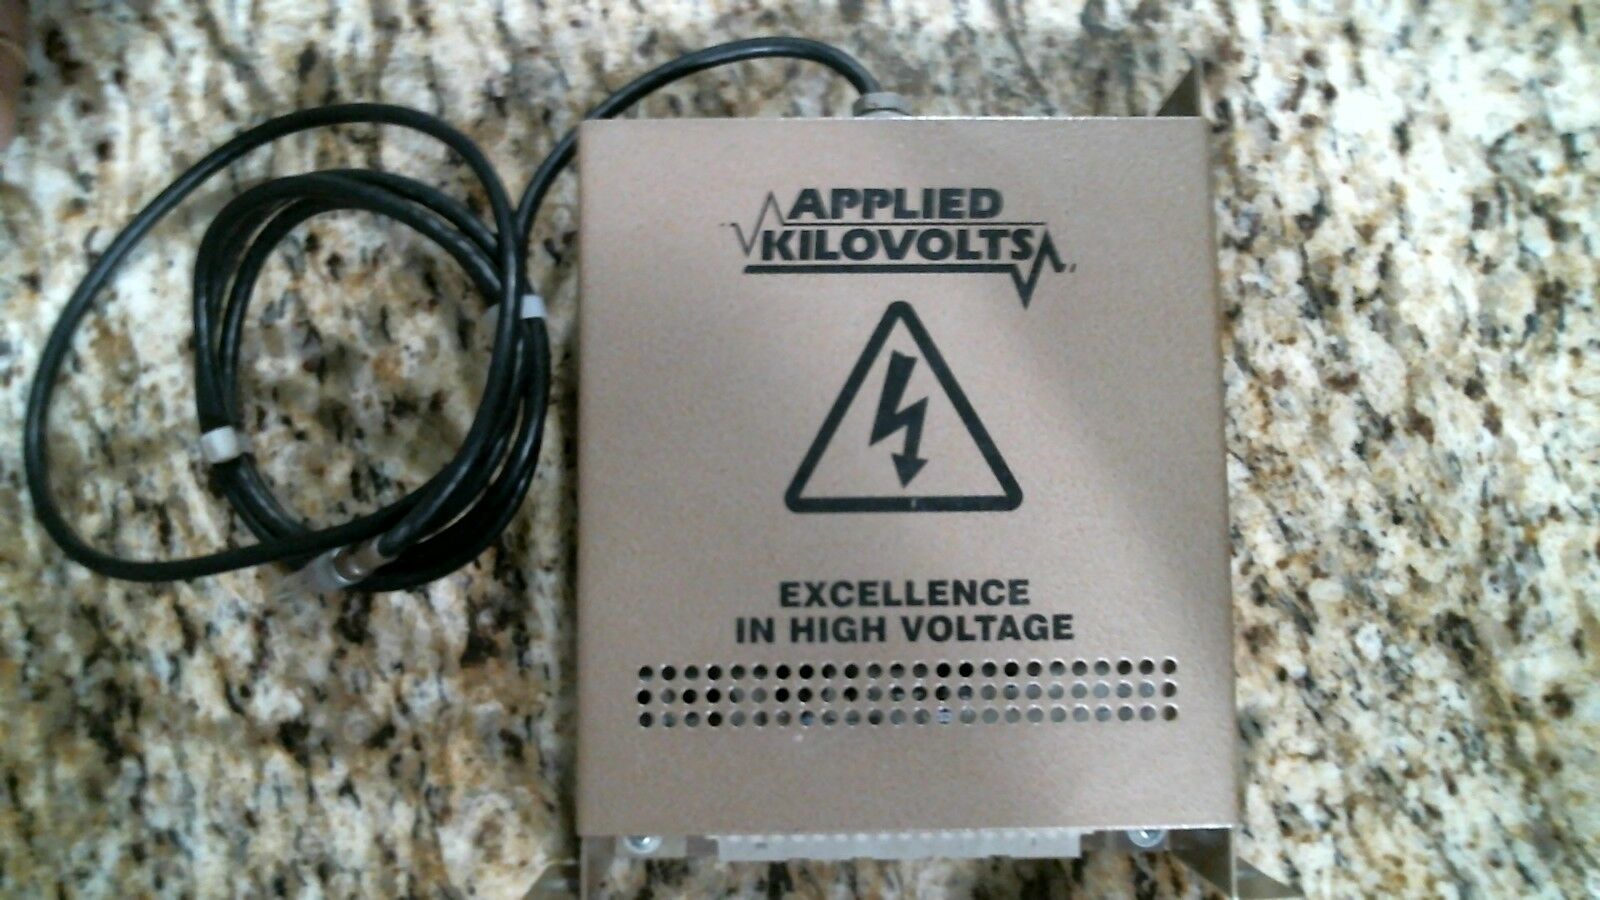 APPLIED
KILOVOLTS
EXCELLENCE
IN HIGH VOLTAGE